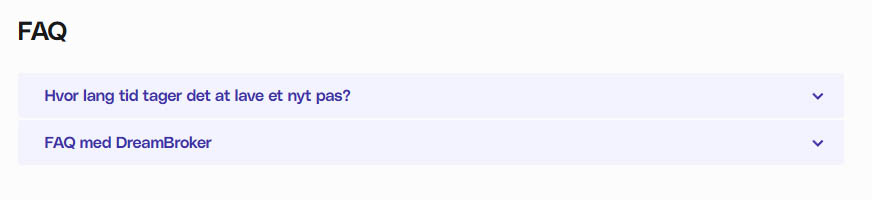 FAQ
Hvor lang tid tager det at lave et nyt pas?
FAQ med DreamBroker